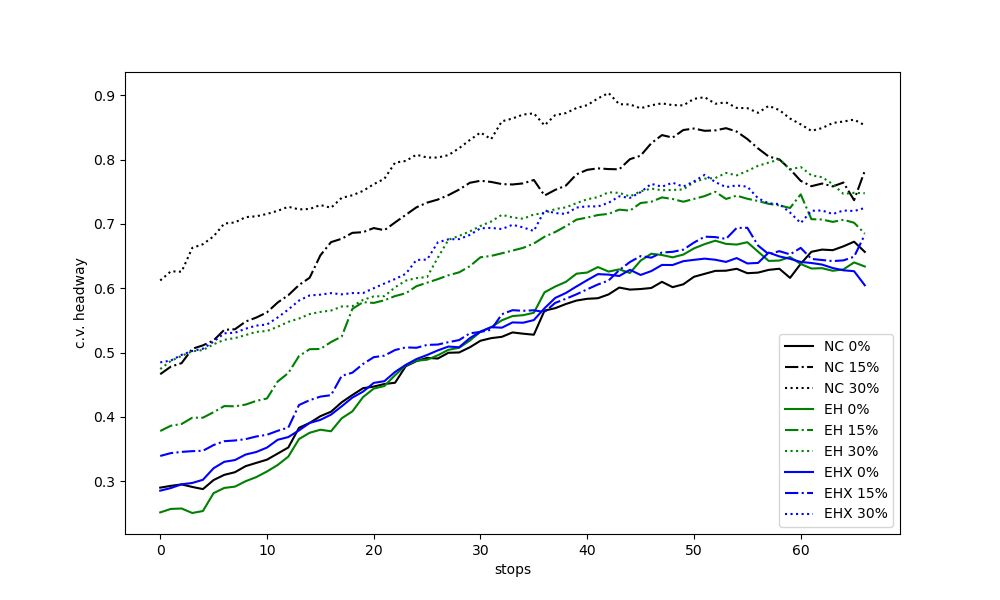 0.9
0.8
0.7
0.6
0.5
0.4
0.3
c.v. headway
0 10 20 30 40 50 60
stops
NC 0%
NC 15%
NC 30%
EH 0%
EH 15%
EH 30%
EHX 0%
EHX 15%
EHX 30%